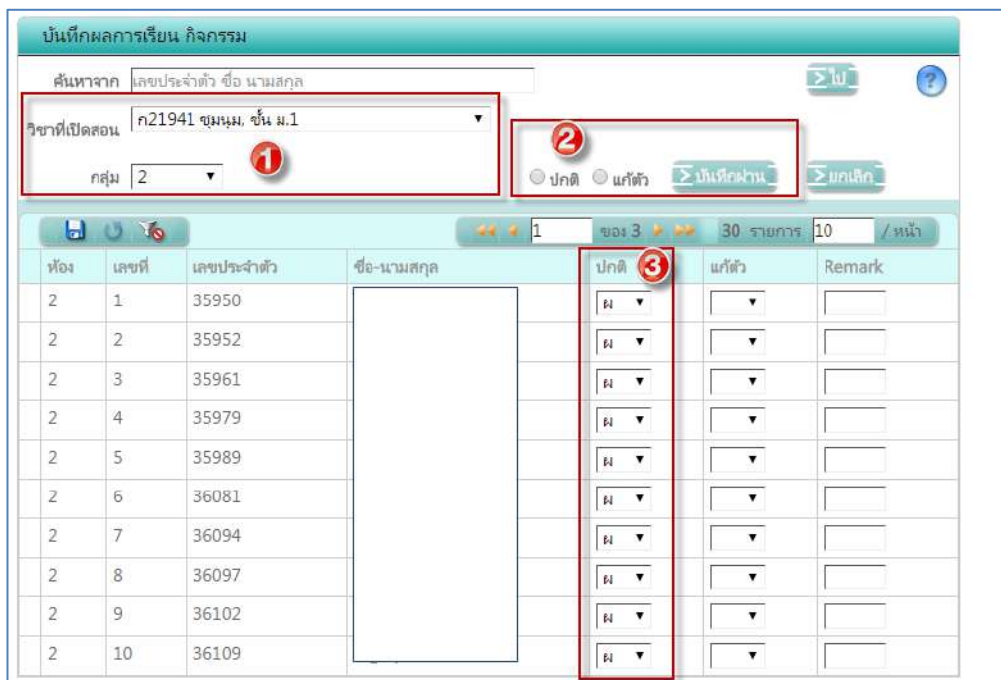 บันทึกผลการเรียน กิจกรรม
ค้นหาจาก เลขประจำตัว ชื่อ นามสกุล ไป ?
วิชาที่เปิดสอน ก21941 ชุมนุม, ชั้น ม.1
1 2
กลุ่ม 2 ปกติ แก้ตัว บันทึกผ่าน ยกเลิก
1 ของ 3 30 รายการ 10 / หน้า
ห้อง เลขที่ เลขประจำตัว ชื่อ-นามสกุล ปกติ 3 แก้ตัว Remark
2 1 35950 ผ
2 2 35952 ผ
2 3 35961 ผ
2 4 35979 ผ
2 5 35989 ผ
2 6 36081 ผ
2 7 36094 ผ
2 8 36097 ผ
2 9 36102 ผ
2 10 36109 ผ